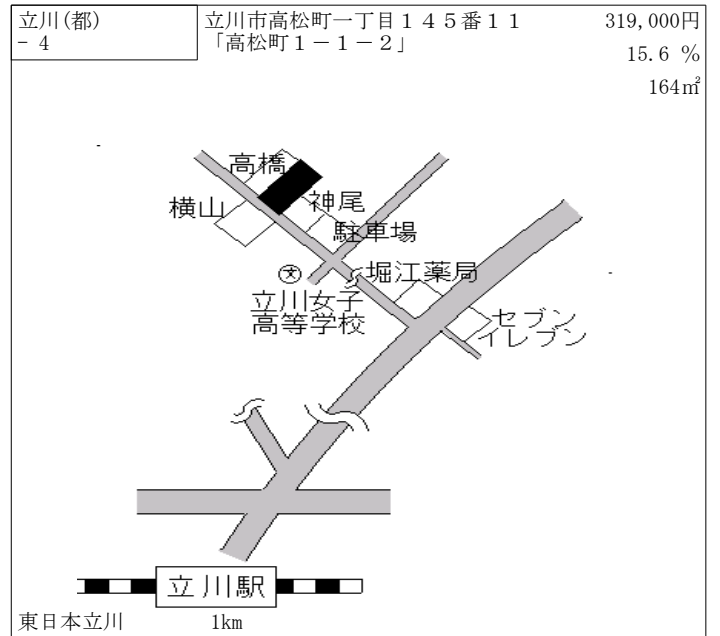 立川(都)
- 4
立川市高松町一丁目１４５番１１
「高松町１－１－２」
319,000円
15.6 %
164㎡
高橋
横山
神尾
駐車場
文
堀江薬局
立川女子
高等学校
セブン
イレブン
立川駅
東日本立川 1km